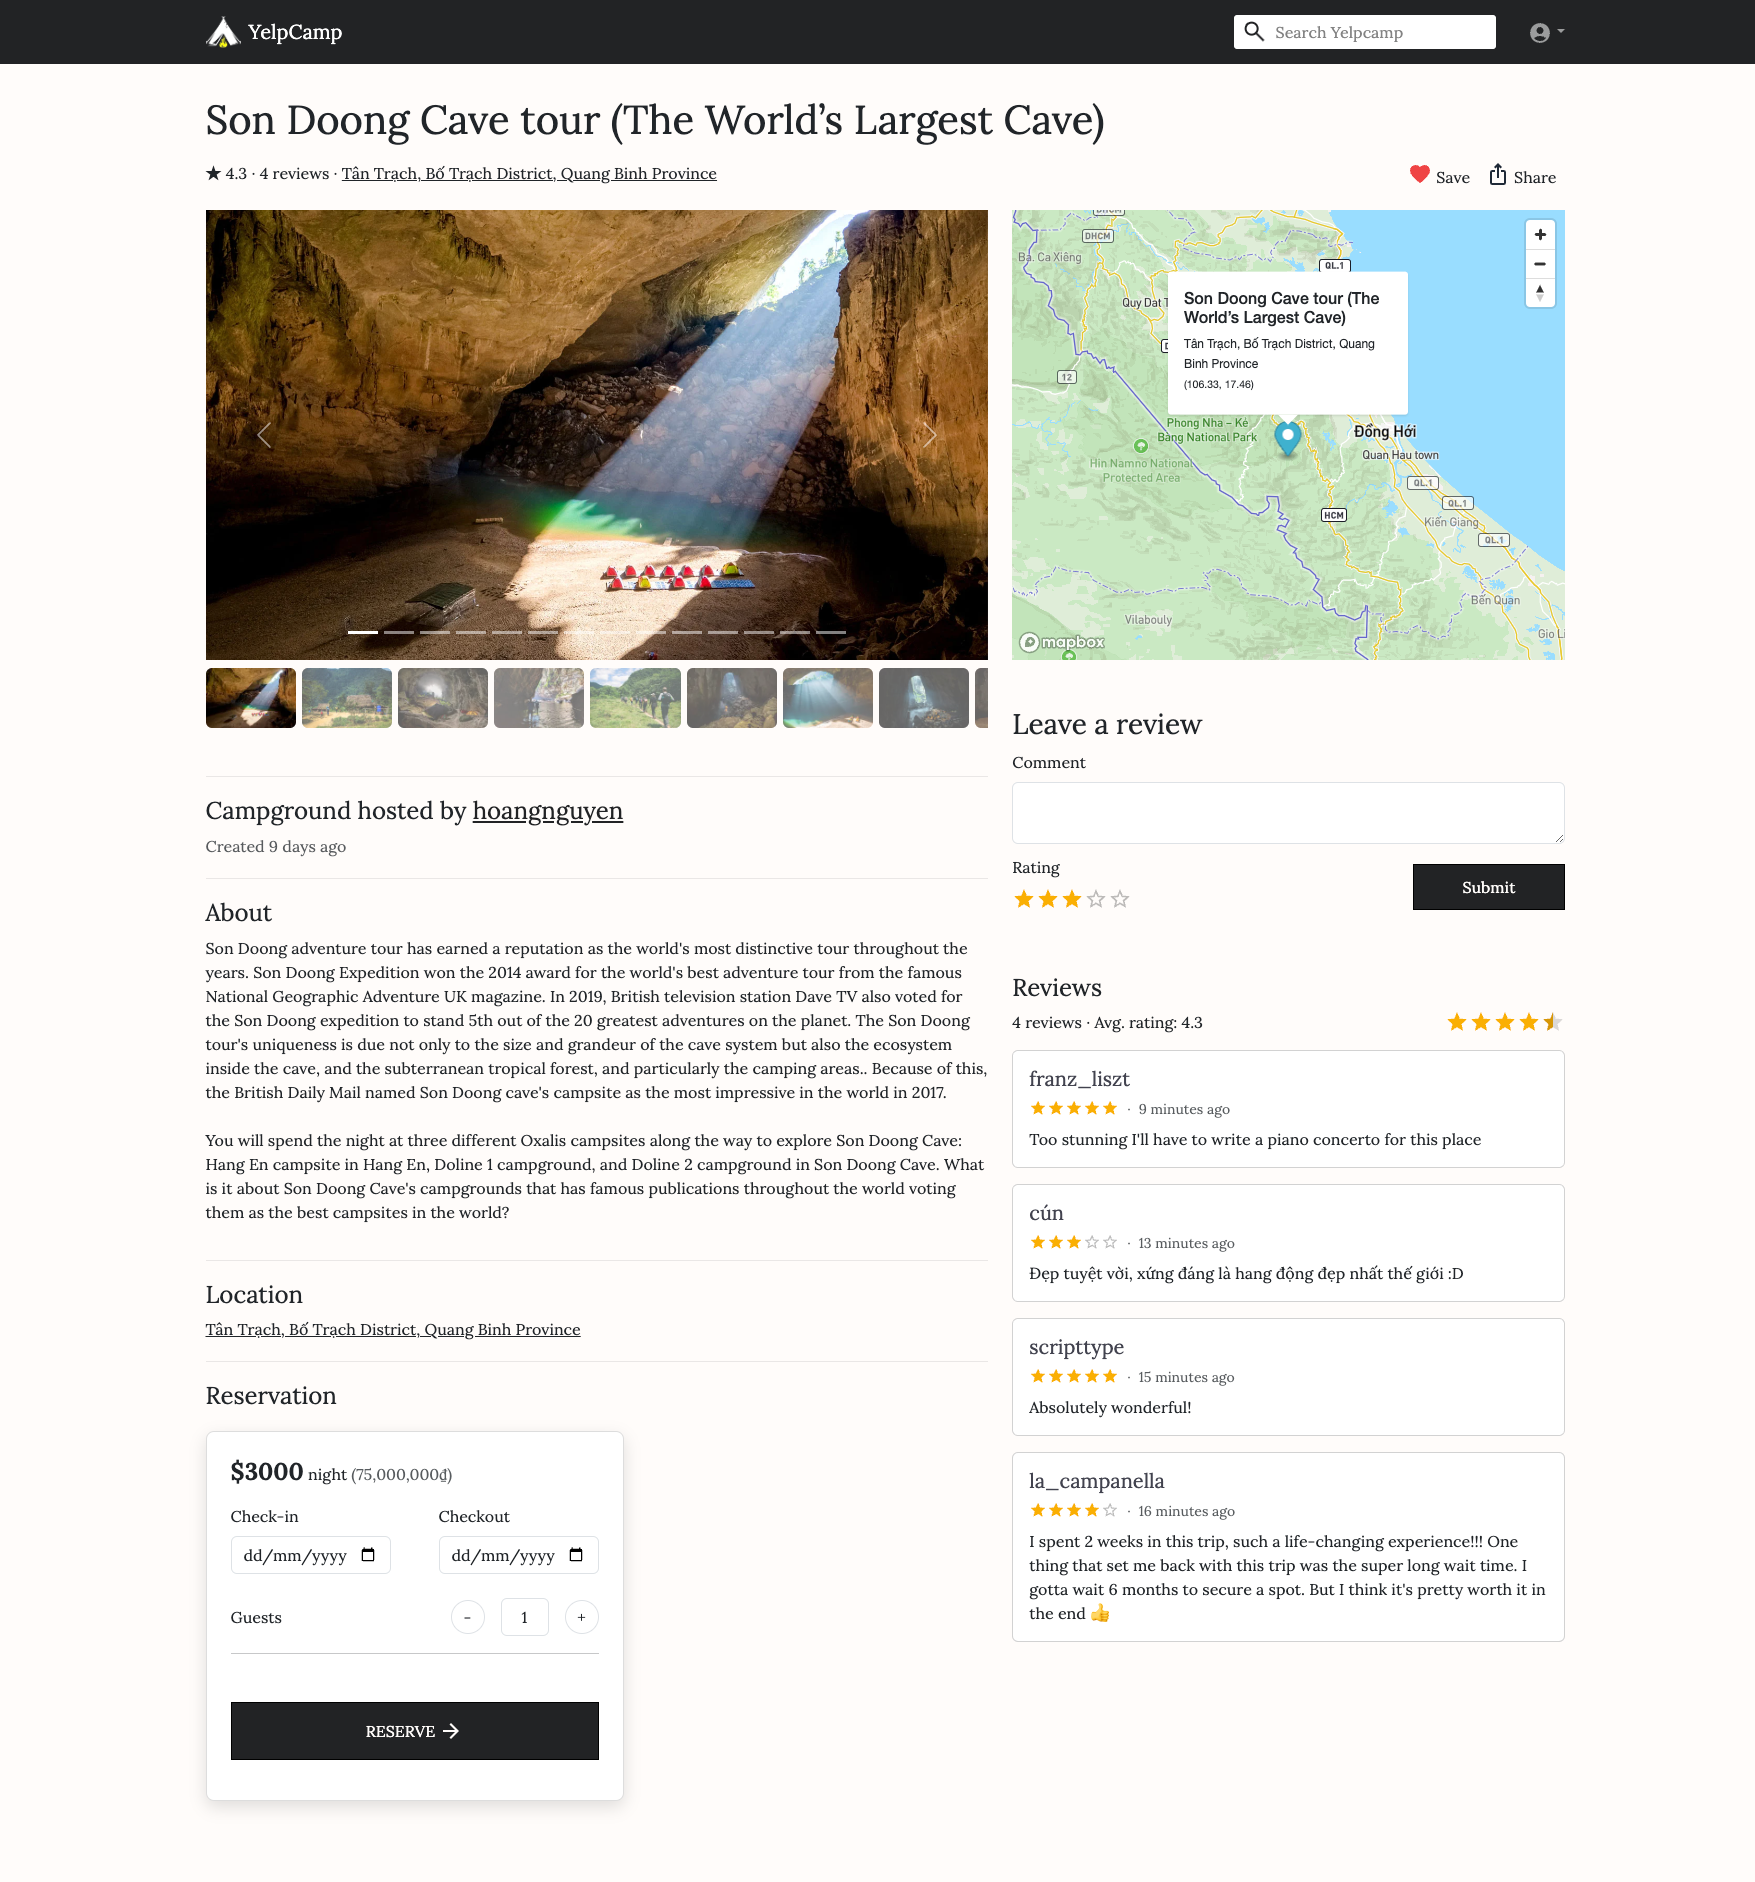 YelpCamp
Search Yelpcamp
Son Doong Cave tour (The World’s Largest Cave)
★ 4.3 · 4 reviews · Tân Trạch, Bố Trạch District, Quang Binh Province
Save
Share
DHCM
DHCM
Ba. Ca Xiêng
QL.1
Quy Dat T
Son Doong Cave tour (The
World’s Largest Cave)
Tân Trạch, Bố Trạch District, Quang
Binh Province
(106.33, 17.46)
12
Phong Nha – Kẻ
Bàng National Park
Đồng Hới
Quan Hau town
Hin Namno National
Protected Area
QL.1
QL.1
HCM
Kiến Giang
QL.1
Bến Quan
Vilabouly
Gio Li
mapbox
Campground hosted by hoangnguyen
Created 9 days ago
About
Son Doong adventure tour has earned a reputation as the world's most distinctive tour throughout the
years. Son Doong Expedition won the 2014 award for the world's best adventure tour from the famous
National Geographic Adventure UK magazine. In 2019, British television station Dave TV also voted for
the Son Doong expedition to stand 5th out of the 20 greatest adventures on the planet. The Son Doong
tour's uniqueness is due not only to the size and grandeur of the cave system but also the ecosystem
inside the cave, and the subterranean tropical forest, and particularly the camping areas.. Because of this,
the British Daily Mail named Son Doong cave's campsite as the most impressive in the world in 2017.
You will spend the night at three different Oxalis campsites along the way to explore Son Doong Cave:
Hang En campsite in Hang En, Doline 1 campground, and Doline 2 campground in Son Doong Cave. What
is it about Son Doong Cave's campgrounds that has famous publications throughout the world voting
them as the best campsites in the world?
Location
Tân Trạch, Bố Trạch District, Quang Binh Province
Reservation
$3000 night (75,000,000₫)
Check-in
Checkout
dd/mm/yyyy
dd/mm/yyyy
Guests
-
1
+
RESERVE →
Leave a review
Comment
Rating
Submit
Reviews
4 reviews · Avg. rating: 4.3
franz_liszt
· 9 minutes ago
Too stunning I'll have to write a piano concerto for this place
cún
· 13 minutes ago
Đẹp tuyệt vời, xứng đáng là hang động đẹp nhất thế giới :D
scripttype
· 15 minutes ago
Absolutely wonderful!
la_campanella
· 16 minutes ago
I spent 2 weeks in this trip, such a life-changing experience!!! One
thing that set me back with this trip was the super long wait time. I
gotta wait 6 months to secure a spot. But I think it's pretty worth it in
the end 👍